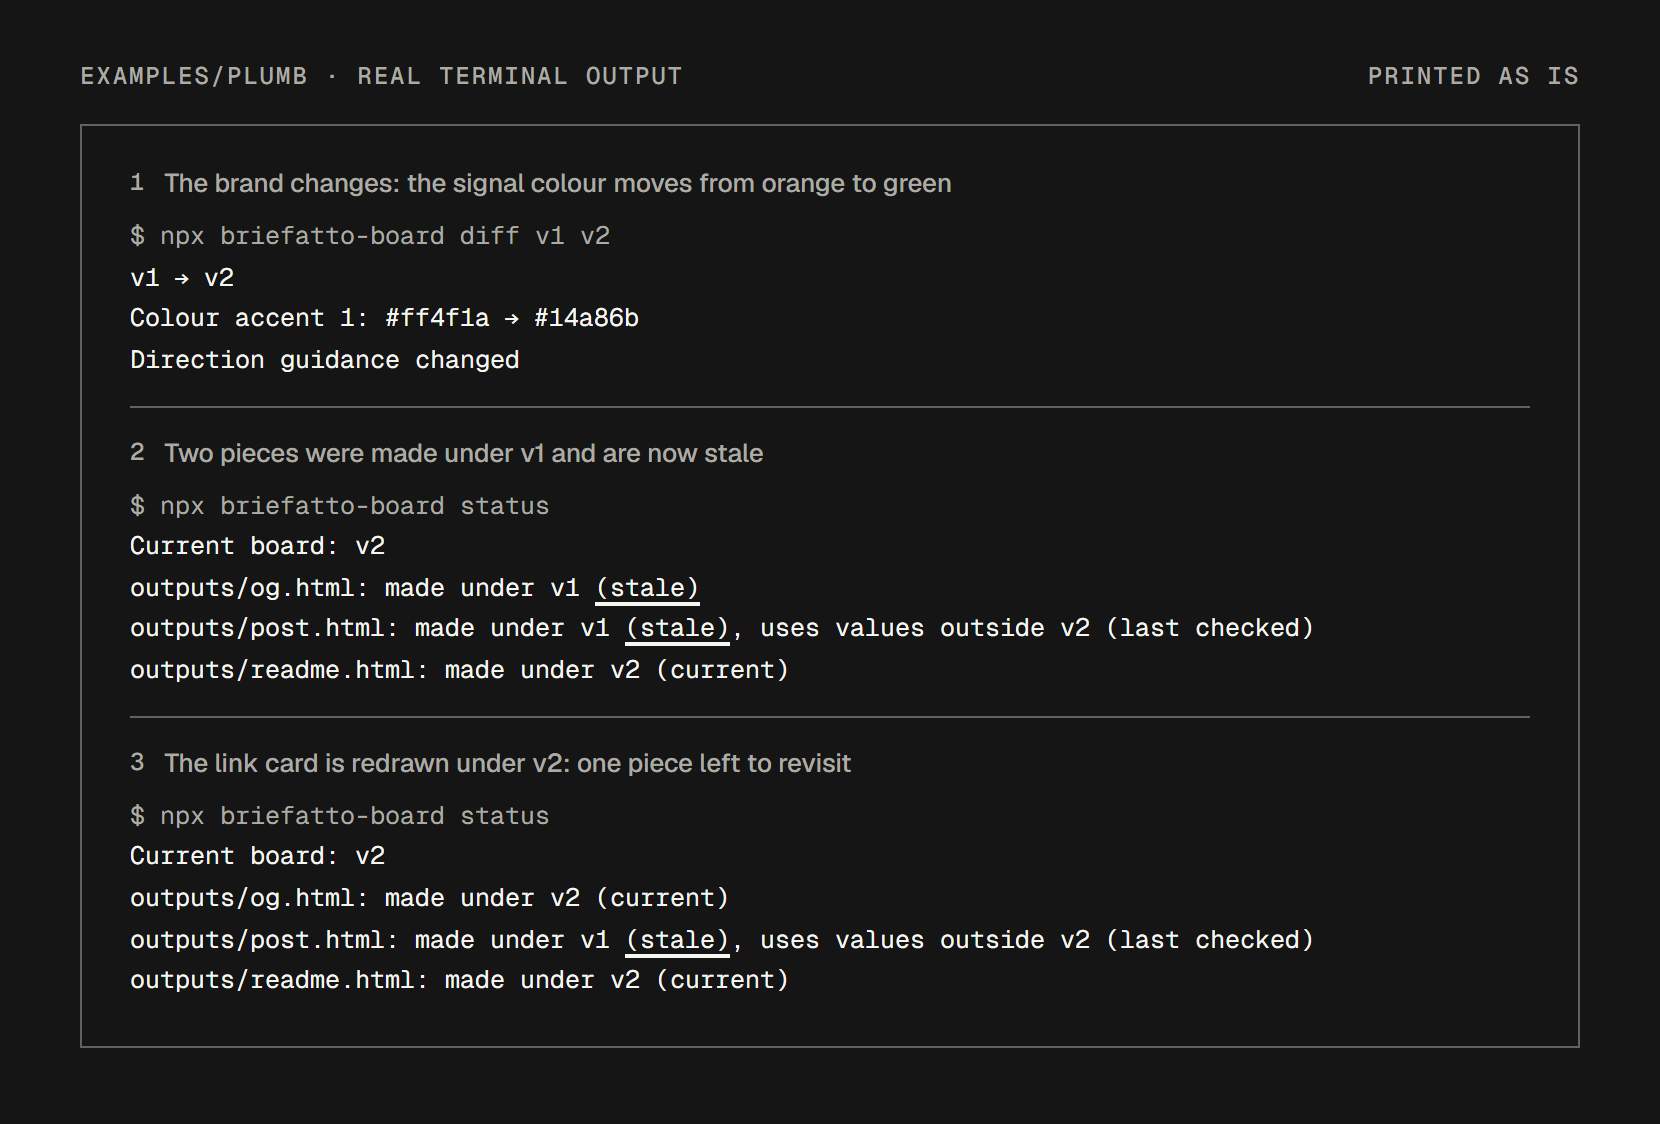 EXAMPLES/PLUMB · REAL TERMINAL OUTPUT
PRINTED AS IS
1 The brand changes: the signal colour moves from orange to green
$ npx briefatto-board diff v1 v2
v1 → v2
Colour accent 1: #ff4f1a → #14a86b
Direction guidance changed
2 Two pieces were made under v1 and are now stale
$ npx briefatto-board status
Current board: v2
outputs/og.html: made under v1 (stale)
outputs/post.html: made under v1 (stale), uses values outside v2 (last checked)
outputs/readme.html: made under v2 (current)
3 The link card is redrawn under v2: one piece left to revisit
$ npx briefatto-board status
Current board: v2
outputs/og.html: made under v2 (current)
outputs/post.html: made under v1 (stale), uses values outside v2 (last checked)
outputs/readme.html: made under v2 (current)